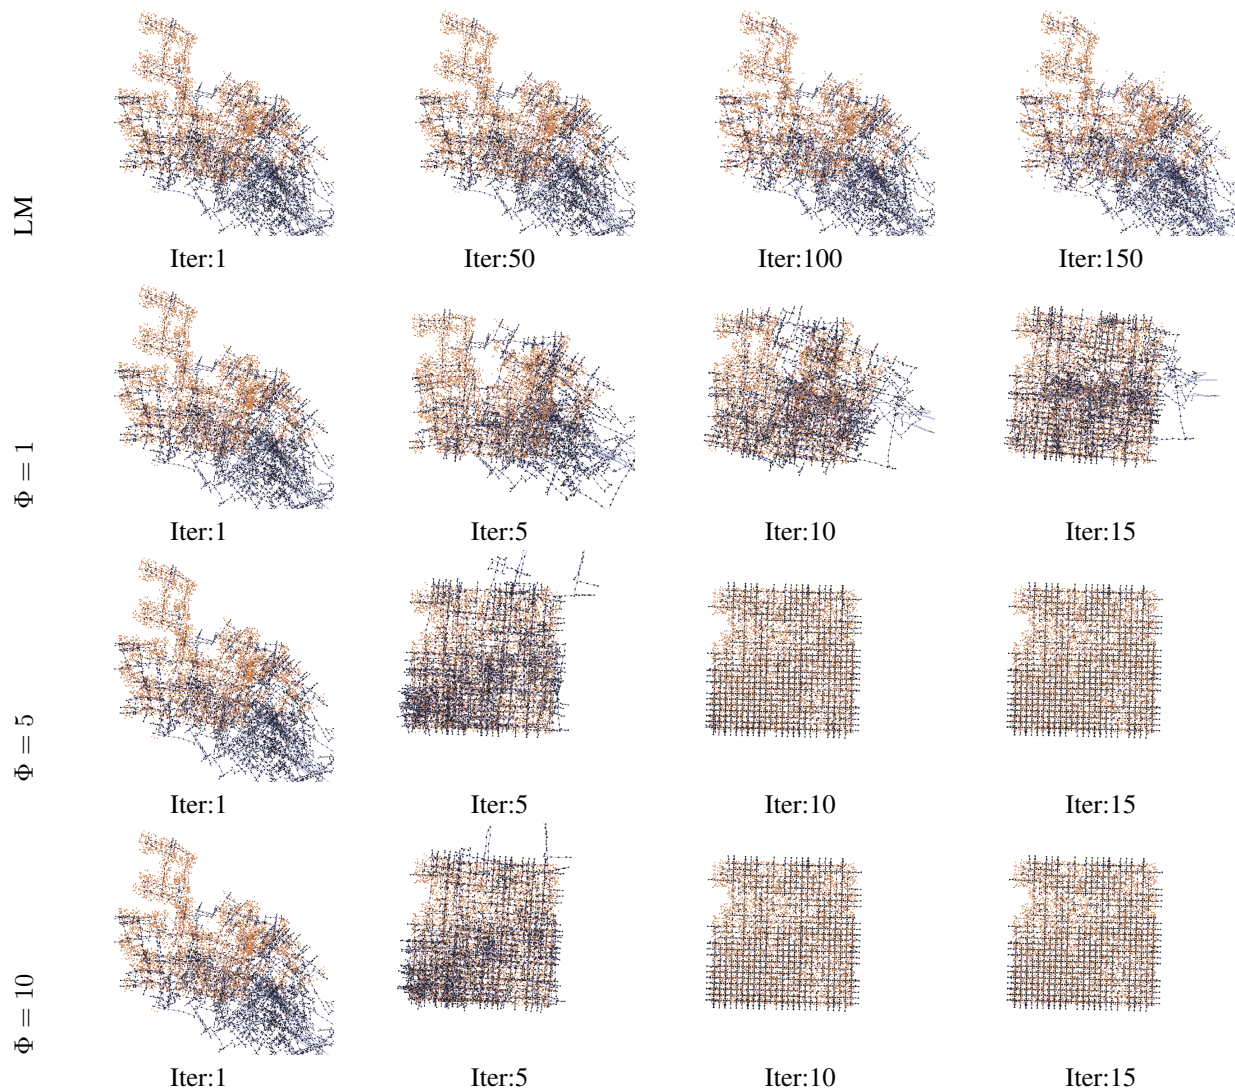 LM
Iter:1 Iter:50 Iter:100 Iter:150
Φ = 1
Iter:1 Iter:5 Iter:10 Iter:15
Φ = 5
Iter:1 Iter:5 Iter:10 Iter:15
Φ = 10
Iter:1 Iter:5 Iter:10 Iter:15